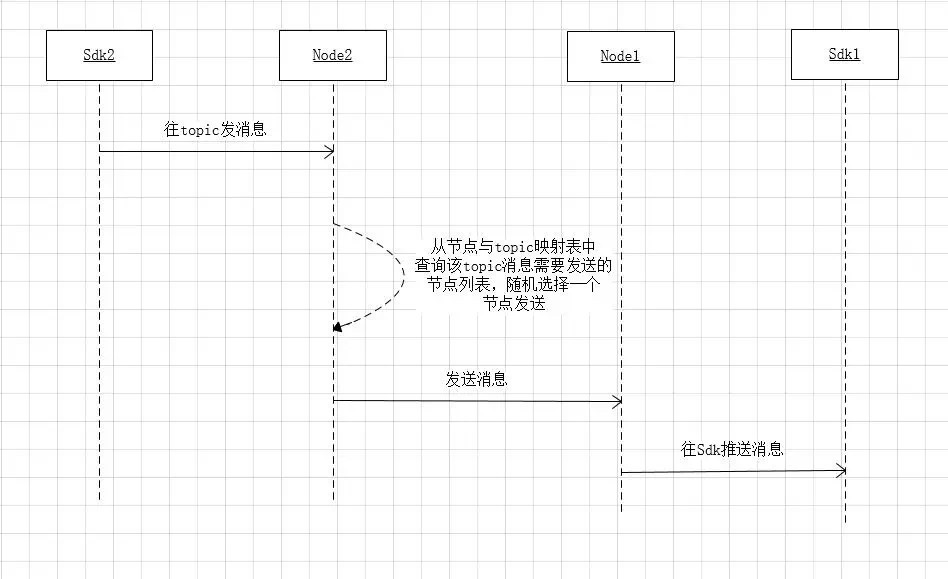 Sdk2
Node2
Node1
Sdk1
往topic发消息
从节点与topic映射表中
查询该topic消息需要发送的
节点列表，随机选择一个
节点发送
发送消息
往Sdk推送消息